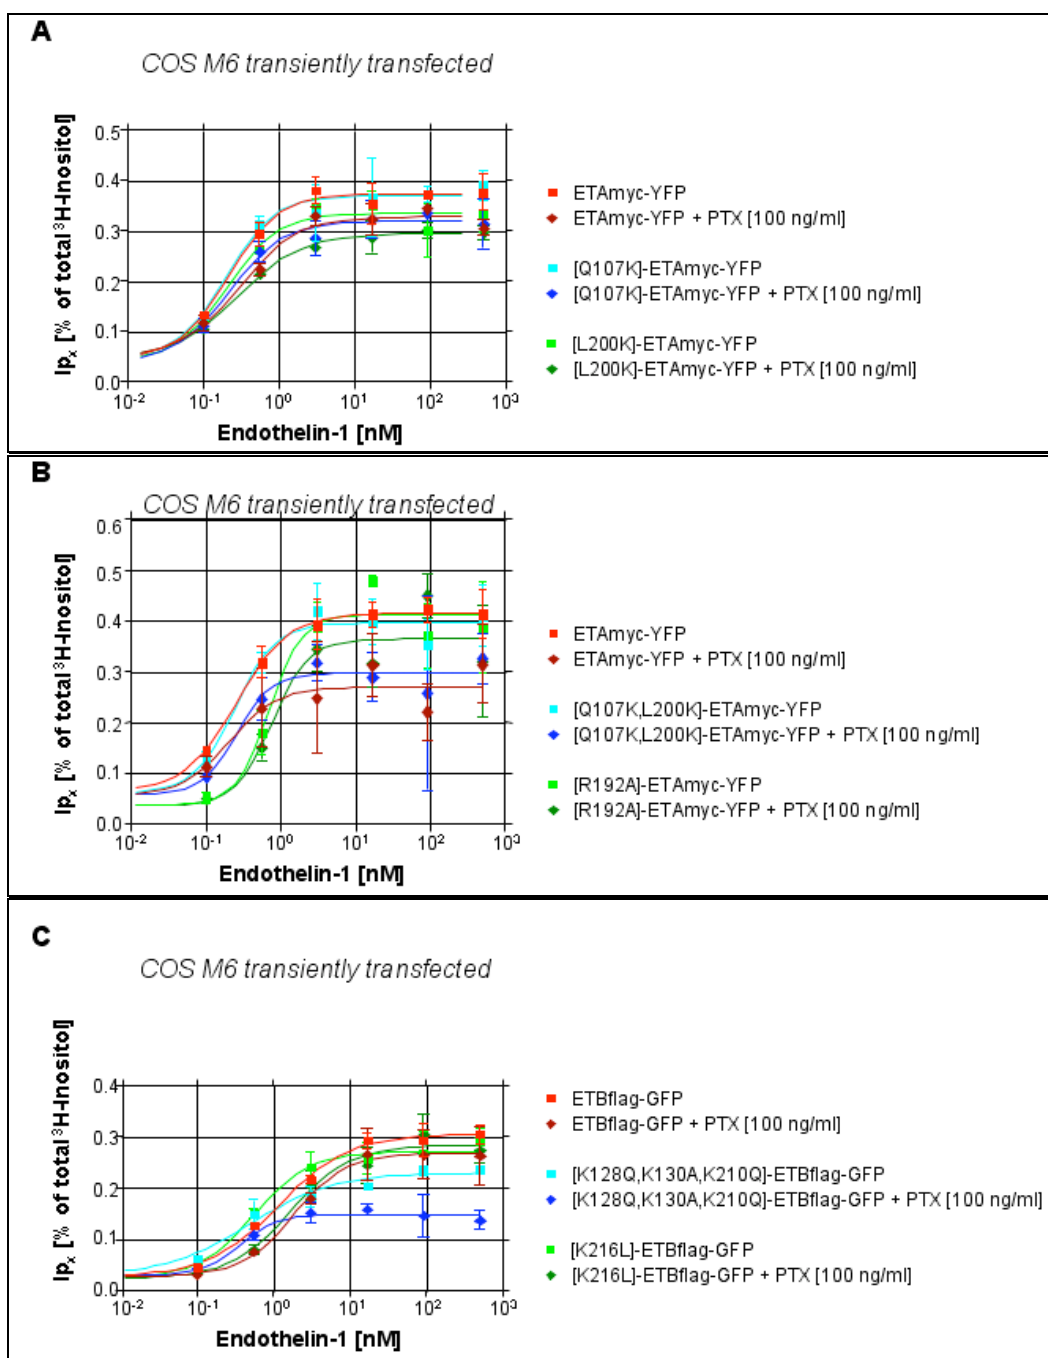 A
COS M6 transiently transfected
Ipx [% of total ³H-Inositol]
0.5
0.4
0.3
0.2
0.1
0.0
10-2 10-1 100 101 102 103
Endothelin-1 [nM]
ETAmyc-YFP
ETAmyc-YFP + PTX [100 ng/ml]
[Q107K]-ETAmyc-YFP
[Q107K]-ETAmyc-YFP + PTX [100 ng/ml]
[L200K]-ETAmyc-YFP
[L200K]-ETAmyc-YFP + PTX [100 ng/ml]
B
COS M6 transiently transfected
Ipx [% of total ³H-Inositol]
0.6
0.5
0.4
0.3
0.2
0.1
0.0
10-2 10-1 100 101 102 103
Endothelin-1 [nM]
ETAmyc-YFP
ETAmyc-YFP + PTX [100 ng/ml]
[Q107K,L200K]-ETAmyc-YFP
[Q107K,L200K]-ETAmyc-YFP + PTX [100 ng/ml]
[R192A]-ETAmyc-YFP
[R192A]-ETAmyc-YFP + PTX [100 ng/ml]
C
COS M6 transiently transfected
Ipx [% of total ³H-Inositol]
0.4
0.3
0.2
0.1
0.0
10-2 10-1 100 101 102 103
Endothelin-1 [nM]
ETBflag-GFP
ETBflag-GFP + PTX [100 ng/ml]
[K128Q,K130A,K210Q]-ETBflag-GFP
[K128Q,K130A,K210Q]-ETBflag-GFP + PTX [100 ng/ml]
[K216L]-ETBflag-GFP
[K216L]-ETBflag-GFP + PTX [100 ng/ml]